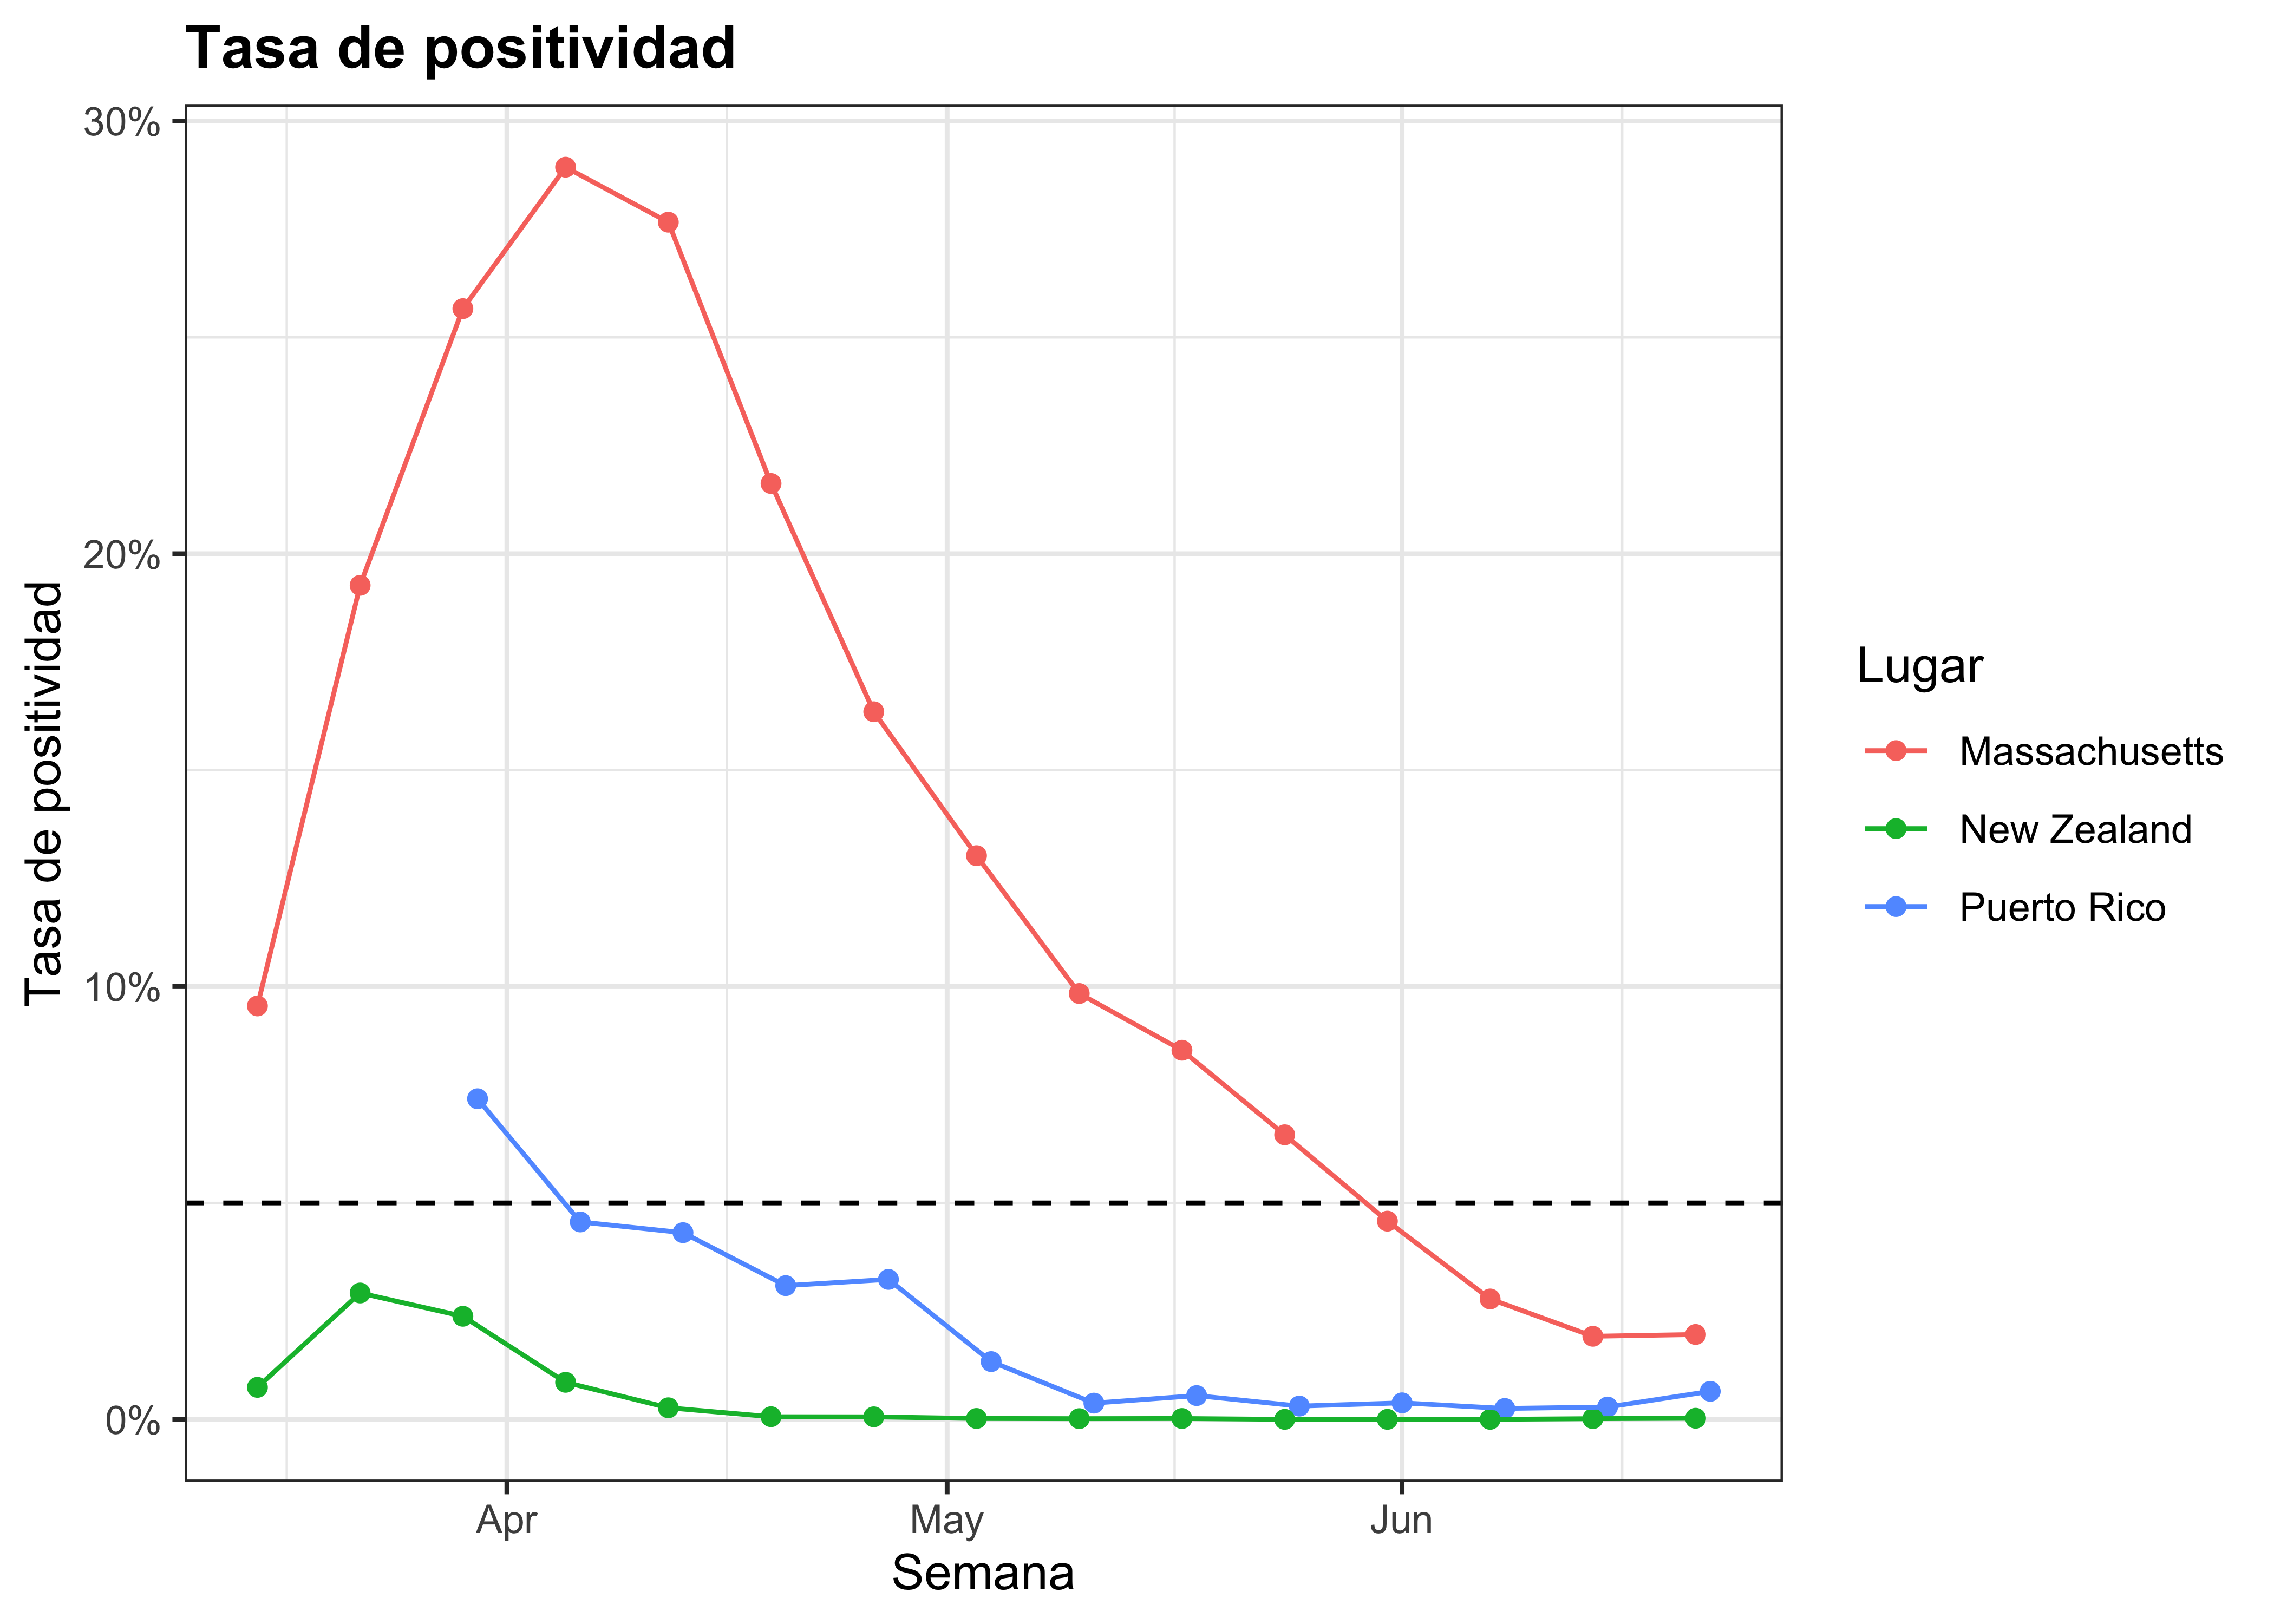 Tasa de positividad
Tasa de positividad
30%
20%
10%
0%
Apr
May
Jun
Semana
Lugar
Massachusetts
New Zealand
Puerto Rico